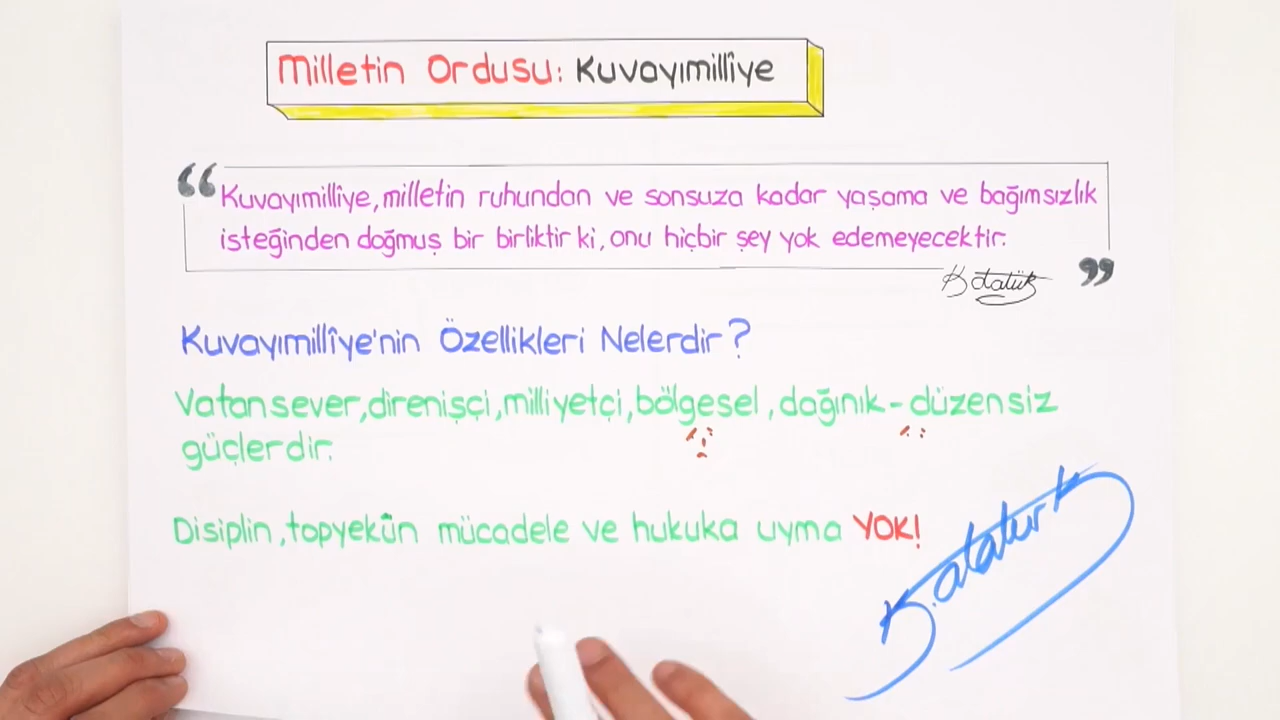 Milletin Ordusu: Kuvayımillîye
“Kuvayımillîye, milletin ruhundan ve sonsuza kadar yaşama ve bağımsızlık
isteğinden doğmuş bir birliktir ki, onu hiçbir şey yok edemeyecektir.”
K. Atatürk
Kuvayımillîye'nin Özellikleri Nelerdir?
Vatansever, direnişçi, milliyetçi, bölgesel, dağınık-düzensiz
güçlerdir.
Disiplin, topyekûn mücadele ve hukuka uyma YOK!
K. Atatürk